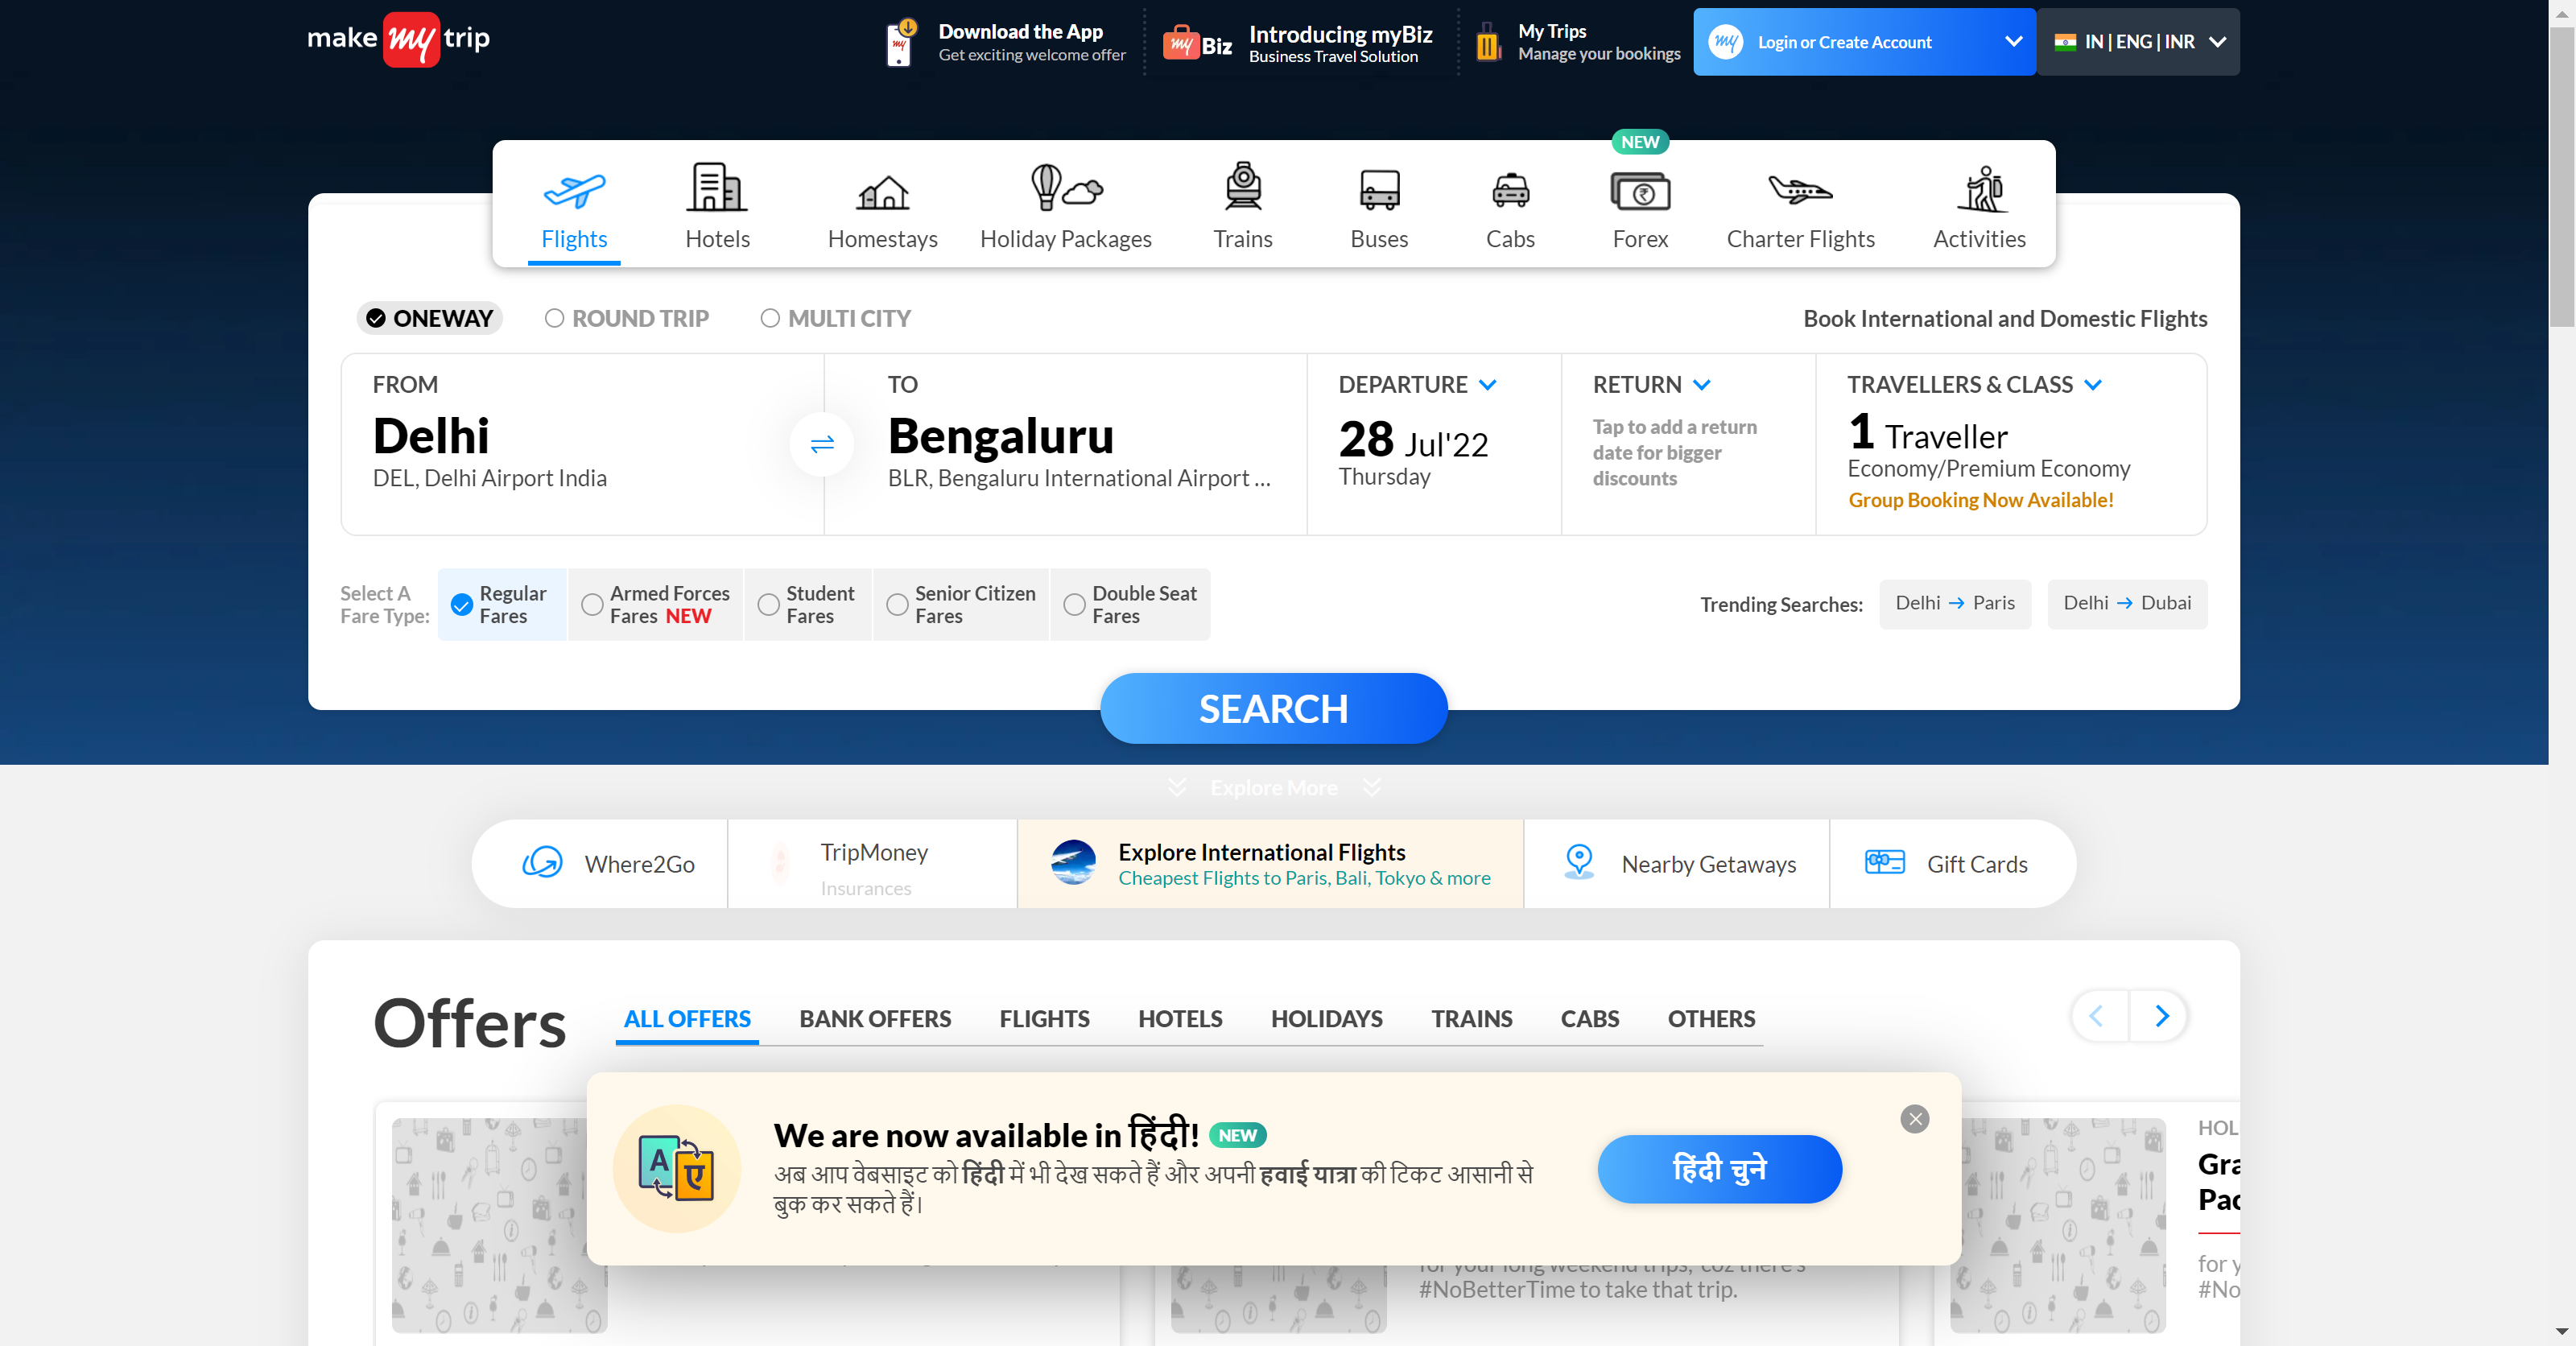 make my trip
Download the App
Get exciting welcome offer
my Biz
Introducing myBiz
Business Travel Solution
My Trips
Manage your bookings
my Login or Create Account
IN | ENG | INR
NEW
Flights
Hotels
Homestays
Holiday Packages
Trains
Buses
Cabs
Forex
Charter Flights
Activities
ONEWAY
ROUND TRIP
MULTI CITY
Book International and Domestic Flights
FROM
Delhi
DEL, Delhi Airport India
TO
Bengaluru
BLR, Bengaluru International Airport ...
DEPARTURE
28 Jul'22
Thursday
RETURN
Tap to add a return
date for bigger
discounts
TRAVELLERS & CLASS
1 Traveller
Economy/Premium Economy
Group Booking Now Available!
Select A
Fare Type:
Regular
Fares
Armed Forces
Fares NEW
Student
Fares
Senior Citizen
Fares
Double Seat
Fares
Trending Searches:
Delhi → Paris
Delhi → Dubai
SEARCH
Explore More
Where2Go
TripMoney
Insurances
Explore International Flights
Cheapest Flights to Paris, Bali, Tokyo & more
Nearby Getaways
Gift Cards
Offers
ALL OFFERS
BANK OFFERS
FLIGHTS
HOTELS
HOLIDAYS
TRAINS
CABS
OTHERS
A
ए
We are now available in हिंदी! NEW
अब आप वेबसाइट को हिंदी में भी देख सकते हैं और अपनी हवाई यात्रा की टिकट आसानी से
बुक कर सकते हैं।
हिंदी चुने
for your long weekend trips, 'coz there's
#NoBetterTime to take that trip.
HOL
Gra
Pac
for y
#No